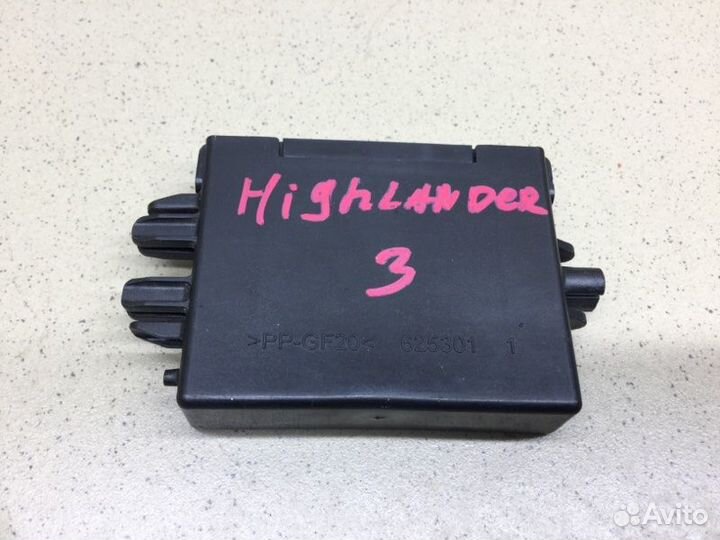 HighLANDER
3
>PP-GF20< 625301 1
Avito